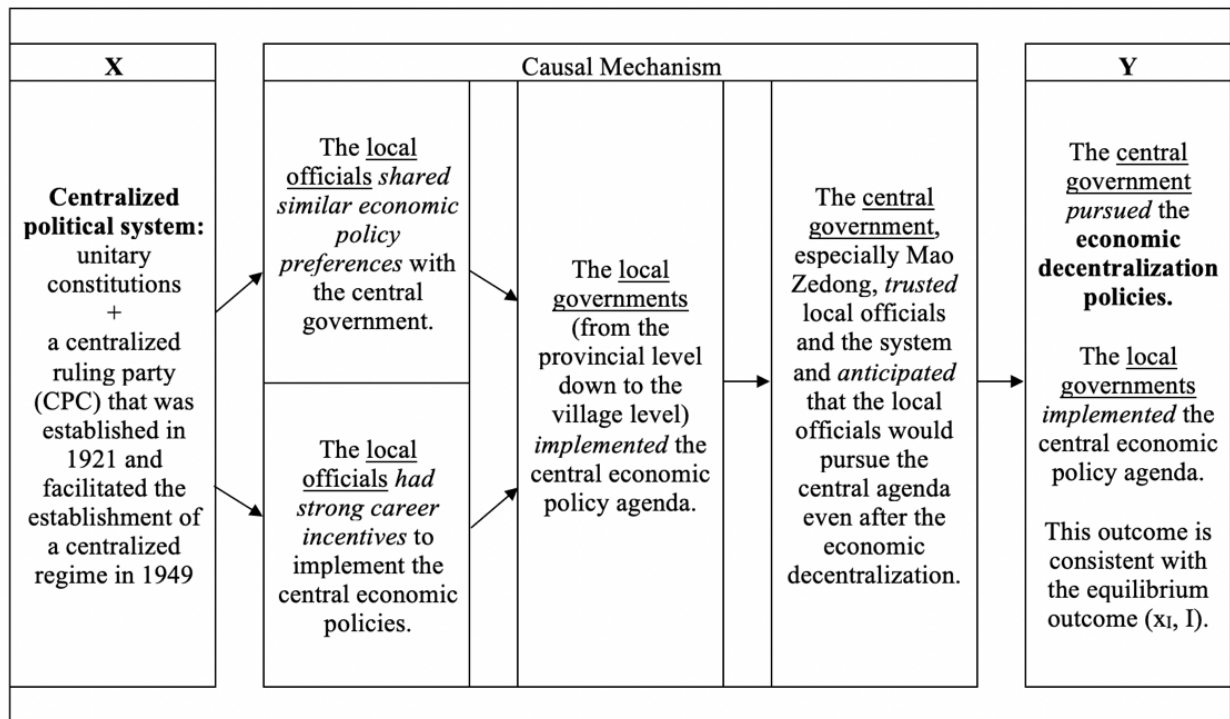 X
Causal Mechanism
Y
Centralized
political system:
unitary
constitutions
+
a centralized
ruling party
(CPC) that was
established in
1921 and
facilitated the
establishment of
a centralized
regime in 1949
The local
officials shared
similar economic
policy
preferences with
the central
government.
The local
officials had
strong career
incentives to
implement the
central economic
policies.
The local
governments
(from the
provincial level
down to the
village level)
implemented the
central economic
policy agenda.
The central
government,
especially Mao
Zedong, trusted
local officials
and the system
and anticipated
that the local
officials would
pursue the
central agenda
even after the
economic
decentralization.
The central
government
pursued the
economic
decentralization
policies.
The local
governments
implemented the
central economic
policy agenda.
This outcome is
consistent with
the equilibrium
outcome (xI, I).